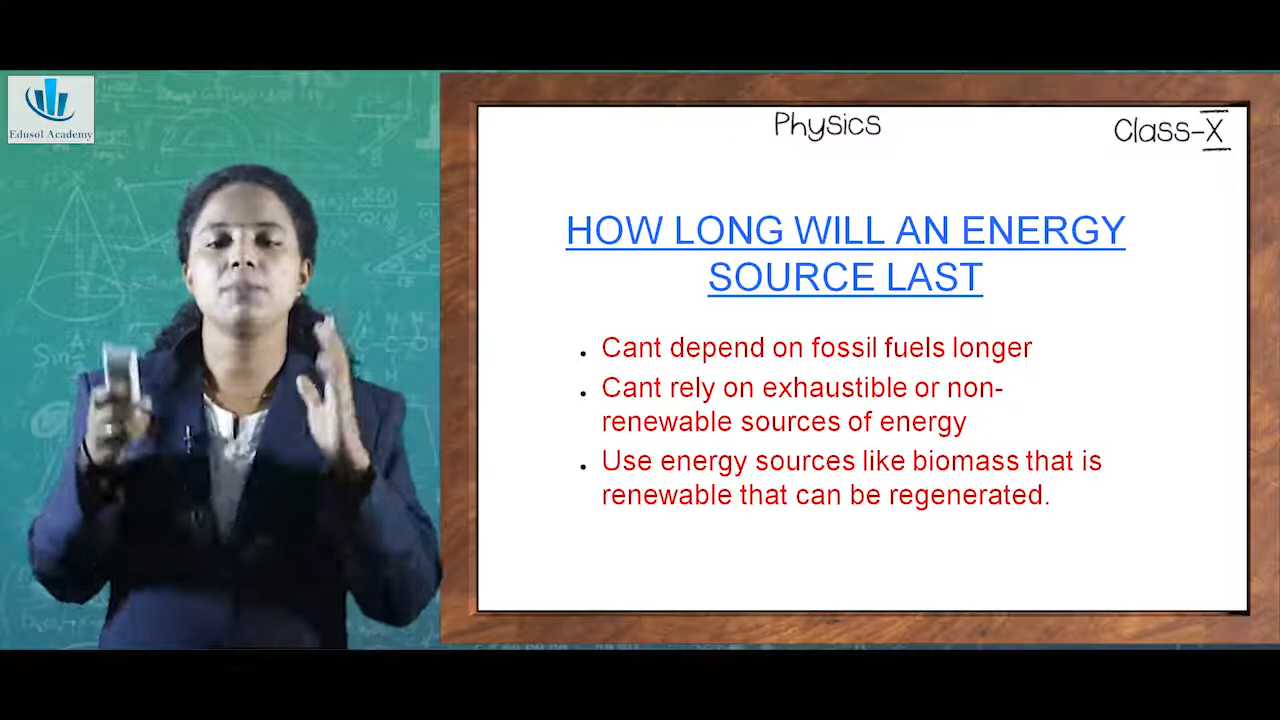 Edusol Academy
Physics
Class-X
HOW LONG WILL AN ENERGY
SOURCE LAST
• Cant depend on fossil fuels longer
• Cant rely on exhaustible or non-
renewable sources of energy
• Use energy sources like biomass that is
renewable that can be regenerated.